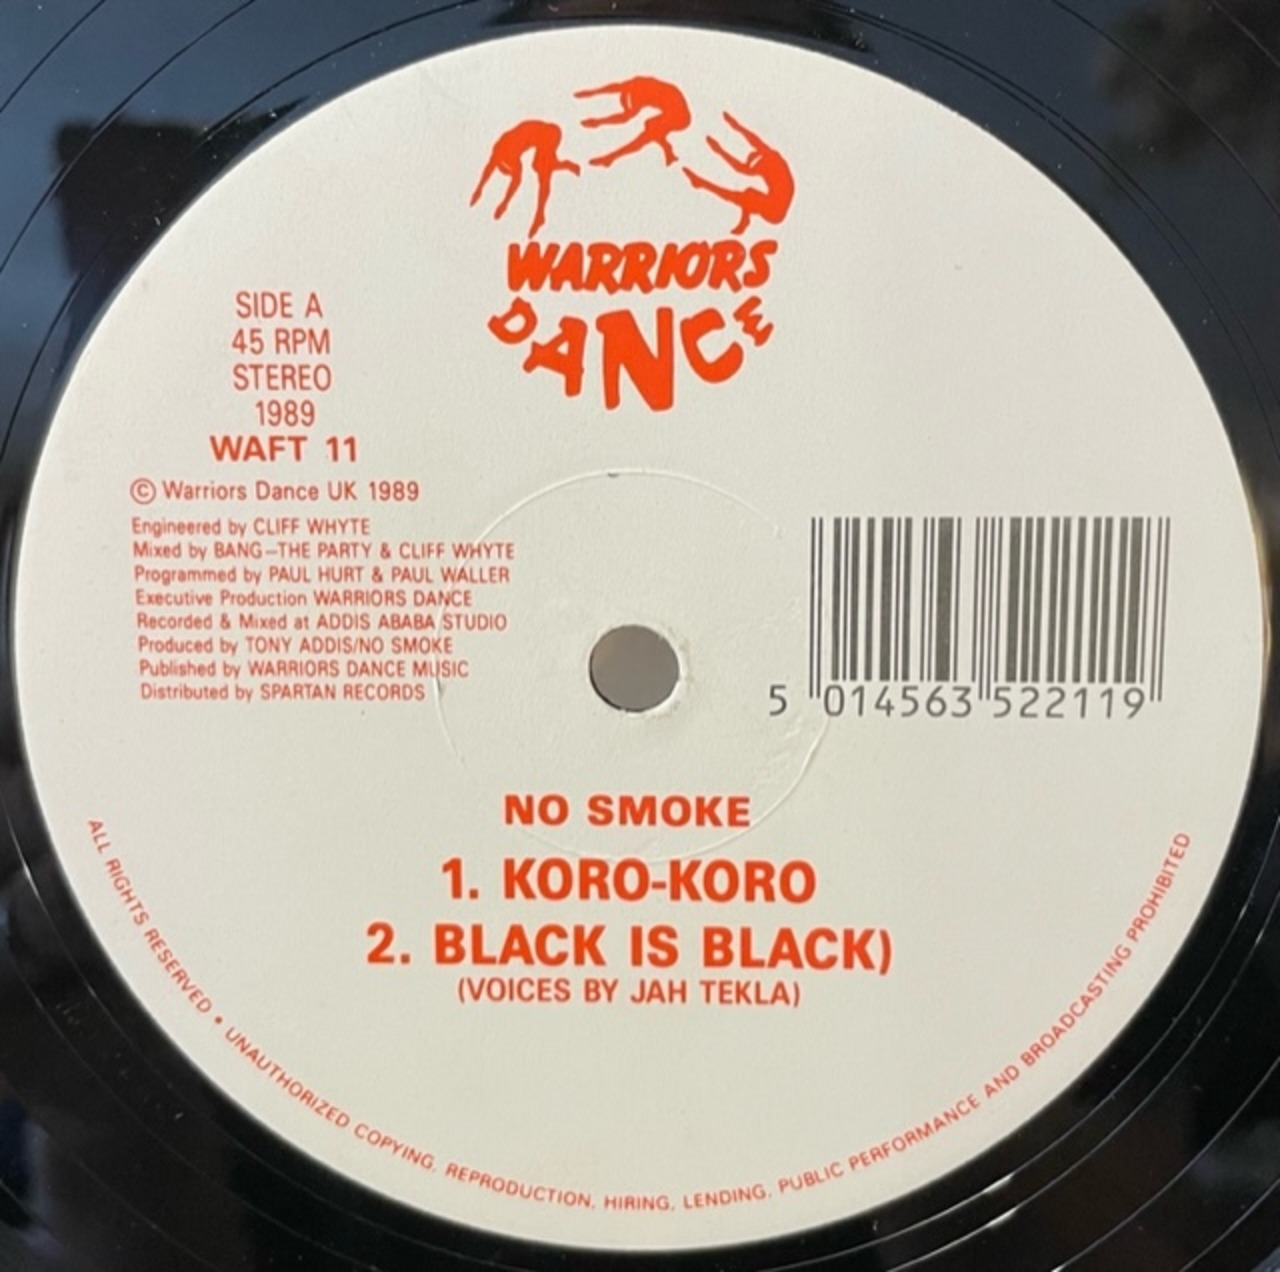 WARRIORS
DANCE
SIDE A
45 RPM
STEREO
1989
WAFT 11
© Warriors Dance UK 1989
Engineered by CLIFF WHYTE
Mixed by BANG–THE PARTY & CLIFF WHYTE
Programmed by PAUL HURT & PAUL WALLER
Executive Production WARRIORS DANCE
Recorded & Mixed at ADDIS ABABA STUDIO
Produced by TONY ADDIS/NO SMOKE
Published by WARRIORS DANCE MUSIC
Distributed by SPARTAN RECORDS
5 014563 522119
NO SMOKE
1. KORO-KORO
2. BLACK IS BLACK)
(VOICES BY JAH TEKLA)
ALL RIGHTS RESERVED • UNAUTHORIZED COPYING, REPRODUCTION, HIRING, LENDING, PUBLIC PERFORMANCE AND BROADCASTING PROHIBITED